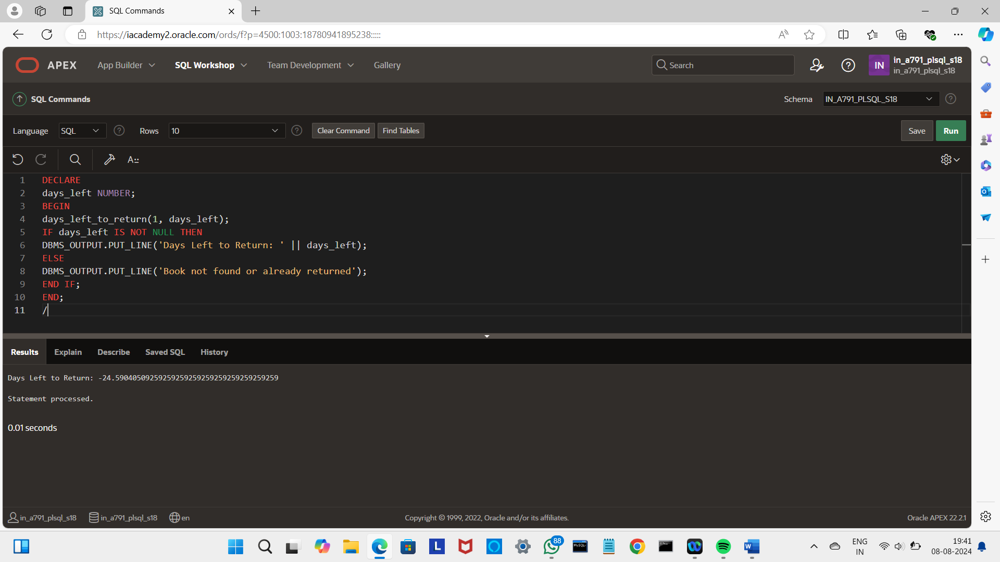 SQL Commands
https://iacademy2.oracle.com/ords/f?p=4500:1003:18780941895238:::::
APEX App Builder SQL Workshop Team Development Gallery Search IN in_a791_plsql_s18
in_a791_plsql_s18
SQL Commands Schema IN_A791_PLSQL_S18
Language SQL Rows 10 Clear Command Find Tables Save Run
A::
1 DECLARE
2 days_left NUMBER;
3 BEGIN
4 days_left_to_return(1, days_left);
5 IF days_left IS NOT NULL THEN
6 DBMS_OUTPUT.PUT_LINE('Days Left to Return: ' || days_left);
7 ELSE
8 DBMS_OUTPUT.PUT_LINE('Book not found or already returned');
9 END IF;
10 END;
11 /
Results Explain Describe Saved SQL History
Days Left to Return: -24.5904050925925925925925925925925925925259
Statement processed.
0.01 seconds
in_a791_plsql_s18 in_a791_plsql_s18 en Copyright © 1999, 2022, Oracle and/or its affiliates. Oracle APEX 22.2.1
88
ENG
IN
19:41
08-08-2024